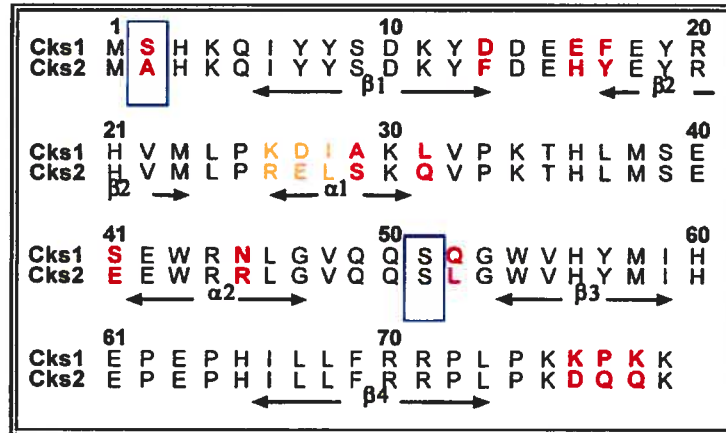 1 10 20
Cks1 M S H K Q I Y Y S D K Y D D E E F E Y R
Cks2 M A H K Q I Y Y S D K Y F D E H Y E Y R
β1 β2
21 30 40
Cks1 H V M L P K D I A K L V P K T H L M S E
Cks2 H V M L P R E L S K Q V P K T H L M S E
β2 α1
41 50 60
Cks1 S E W R N L G V Q Q S Q G W V H Y M I H
Cks2 E E W R R L G V Q Q S L G W V H Y M I H
α2 β3
61 70
Cks1 E P E P H I L L F R R P L P K K P K K
Cks2 E P E P H I L L F R R P L P K D Q Q K
β4